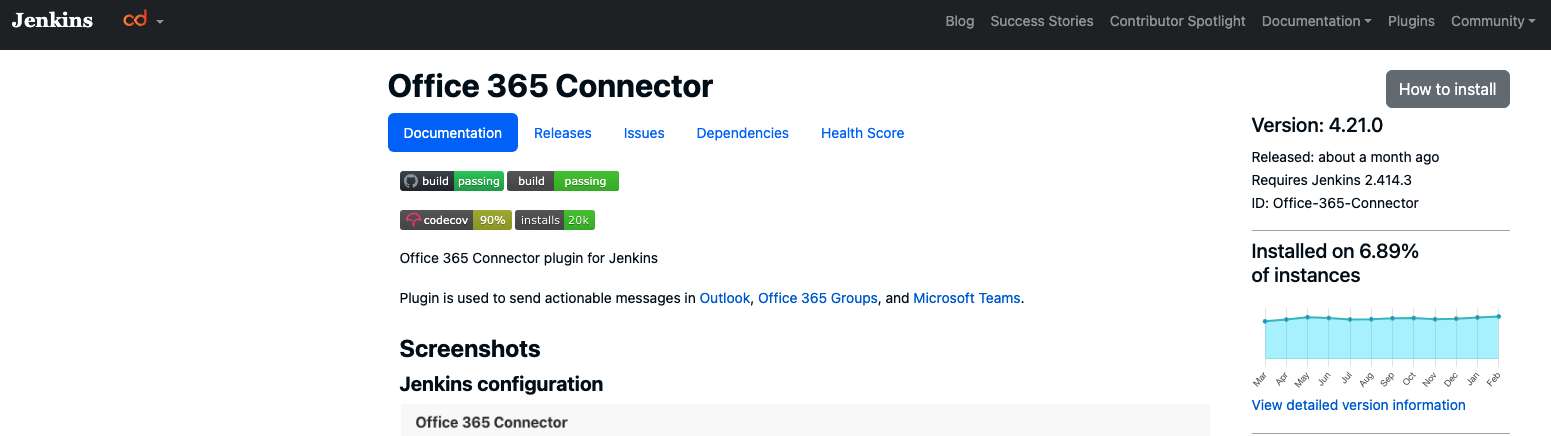 Jenkins cd Blog Success Stories Contributor Spotlight Documentation Plugins Community
Office 365 Connector
How to install
Documentation Releases Issues Dependencies Health Score
build passing build passing
codecov 90% installs 20k
Office 365 Connector plugin for Jenkins
Plugin is used to send actionable messages in Outlook, Office 365 Groups, and Microsoft Teams.
Screenshots
Jenkins configuration
Office 365 Connector
Version: 4.21.0
Released: about a month ago
Requires Jenkins 2.414.3
ID: Office-365-Connector
Installed on 6.89%
of instances
Mar Apr May Jun Jul Aug Sep Oct Nov Dec Jan Feb
View detailed version information